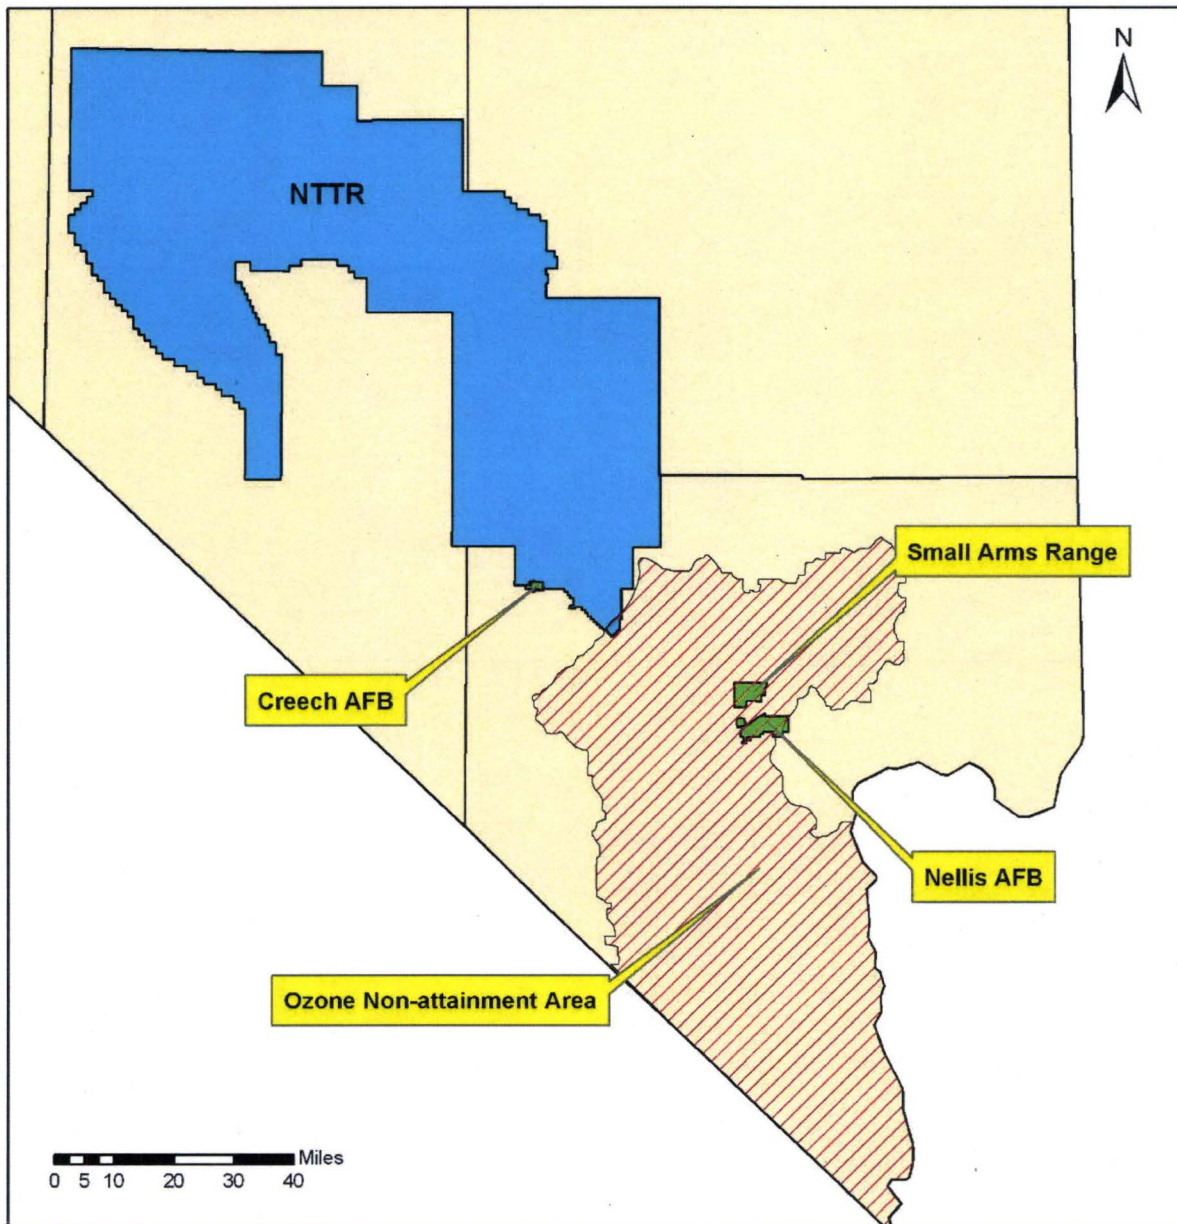 N
NTTR
Small Arms Range
Creech AFB
Nellis AFB
Ozone Non-attainment Area
Miles
0 5 10 20 30 40